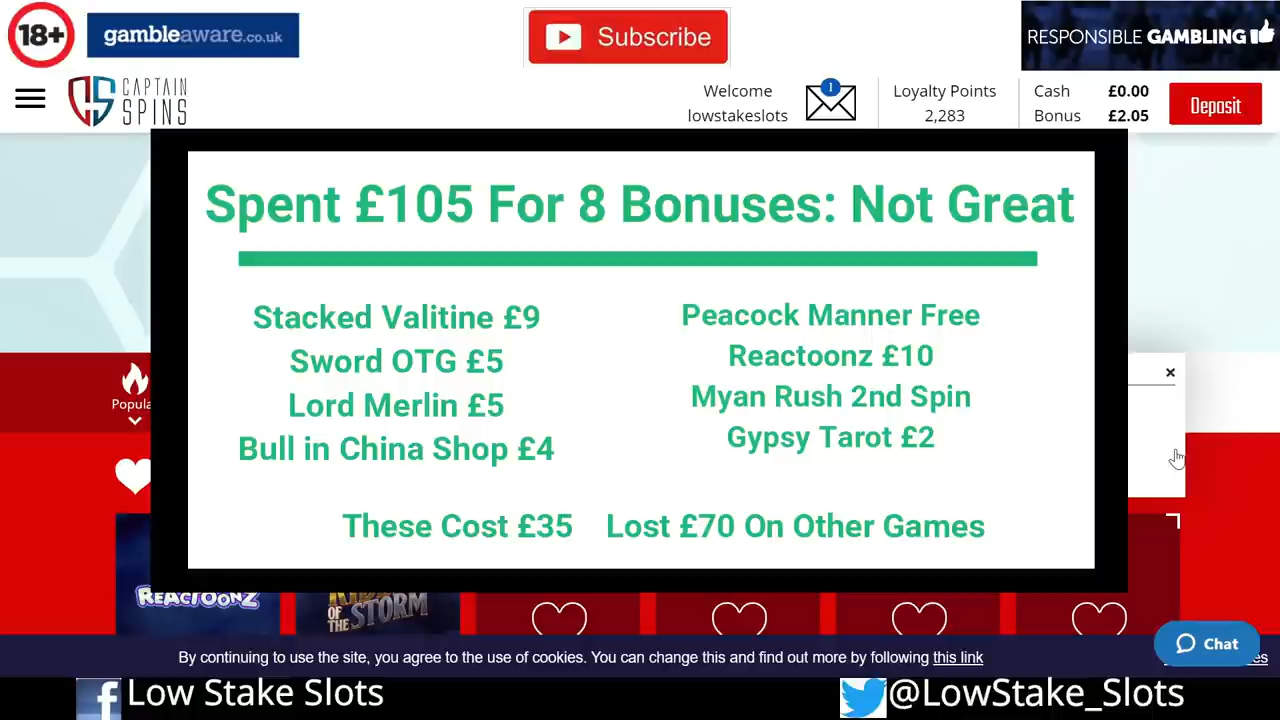 18+
gambleaware.co.uk
Subscribe
RESPONSIBLE GAMBLING
CAPTAIN
SPINS
Welcome
lowstakeslots
1
Loyalty Points
2,283
Cash £0.00
Bonus £2.05
Deposit
Spent £105 For 8 Bonuses: Not Great
Stacked Valitine £9
Sword OTG £5
Lord Merlin £5
Bull in China Shop £4
Peacock Manner Free
Reactoonz £10
Myan Rush 2nd Spin
Gypsy Tarot £2
These Cost £35 Lost £70 On Other Games
Popula
REACTOONZ
OF
THE STORM
By continuing to use the site, you agree to the use of cookies. You can change this and find out more by following this link
Chat
Low Stake Slots
@LowStake_Slots